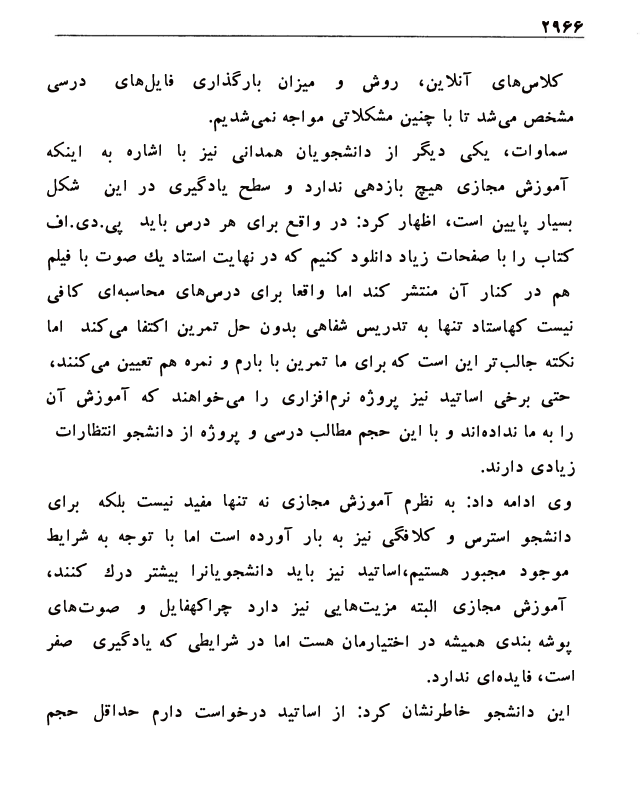 ۲۹۶۶
کلاس‌های آنلاین، روش و میزان بارگذاری فایل‌های درسی
مشخص می‌شد تا با چنین مشکلاتی مواجه نمی‌شدیم.
سماوات، یکی دیگر از دانشجویان همدانی نیز با اشاره به اینکه
آموزش مجازی هیچ بازدهی ندارد و سطح یادگیری در این شکل
بسیار پایین است، اظهار کرد: در واقع برای هر درس باید پی.دی.اف
کتاب را با صفحات زیاد دانلود کنیم که در نهایت استاد یك صوت با فیلم
هم در کنار آن منتشر کند اما واقعا برای درس‌های محاسبه‌ای کافی
نیست کهاستاد تنها به تدریس شفاهی بدون حل تمرین اکتفا می‌کند اما
نکته جالب‌تر این است که برای ما تمرین با بارم و نمره هم تعیین می‌کنند،
حتی برخی اساتید نیز پروژه نرم‌افزاری را می‌خواهند که آموزش آن
را به ما نداده‌اند و با این حجم مطالب درسی و پروژه از دانشجو انتظارات
زیادی دارند.
وی ادامه داد: به نظرم آموزش مجازی نه تنها مفید نیست بلکه برای
دانشجو استرس و کلافگی نیز به بار آورده است اما با توجه به شرایط
موجود مجبور هستیم،اساتید نیز باید دانشجویانرا بیشتر درك کنند،
آموزش مجازی البته مزیت‌هایی نیز دارد چراکهفایل و صوت‌های
پوشه بندی همیشه در اختیارمان هست اما در شرایطی که یادگیری صفر
است، فایده‌ای ندارد.
این دانشجو خاطرنشان کرد: از اساتید درخواست دارم حداقل حجم